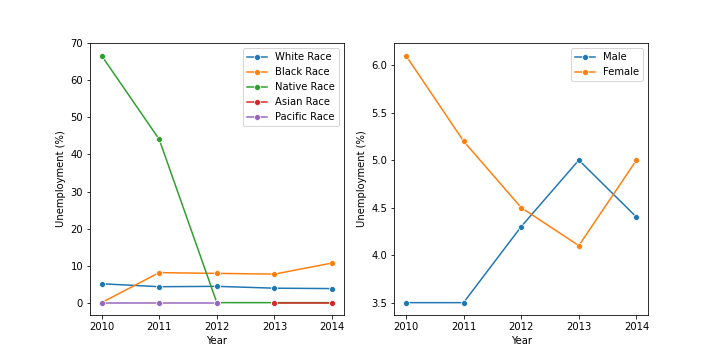 70
60
50
40
30
20
10
0
Unemployment (%)
2010 2011 2012 2013 2014
Year
White Race
Black Race
Native Race
Asian Race
Pacific Race
6.0
5.5
5.0
4.5
4.0
3.5
Unemployment (%)
2010 2011 2012 2013 2014
Year
Male
Female